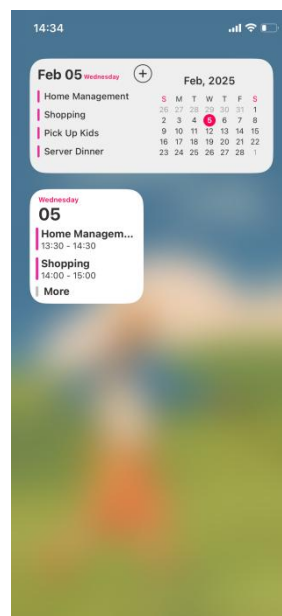 14:34
Feb 05 Wednesday
Home Management
Shopping
Pick Up Kids
Server Dinner
Feb, 2025
S M T W T F S
26 27 28 29 30 31 1
2 3 4 5 6 7 8
9 10 11 12 13 14 15
16 17 18 19 20 21 22
23 24 25 26 27 28 1
Wednesday
05
Home Managem...
13:30 - 14:30
Shopping
14:00 - 15:00
More